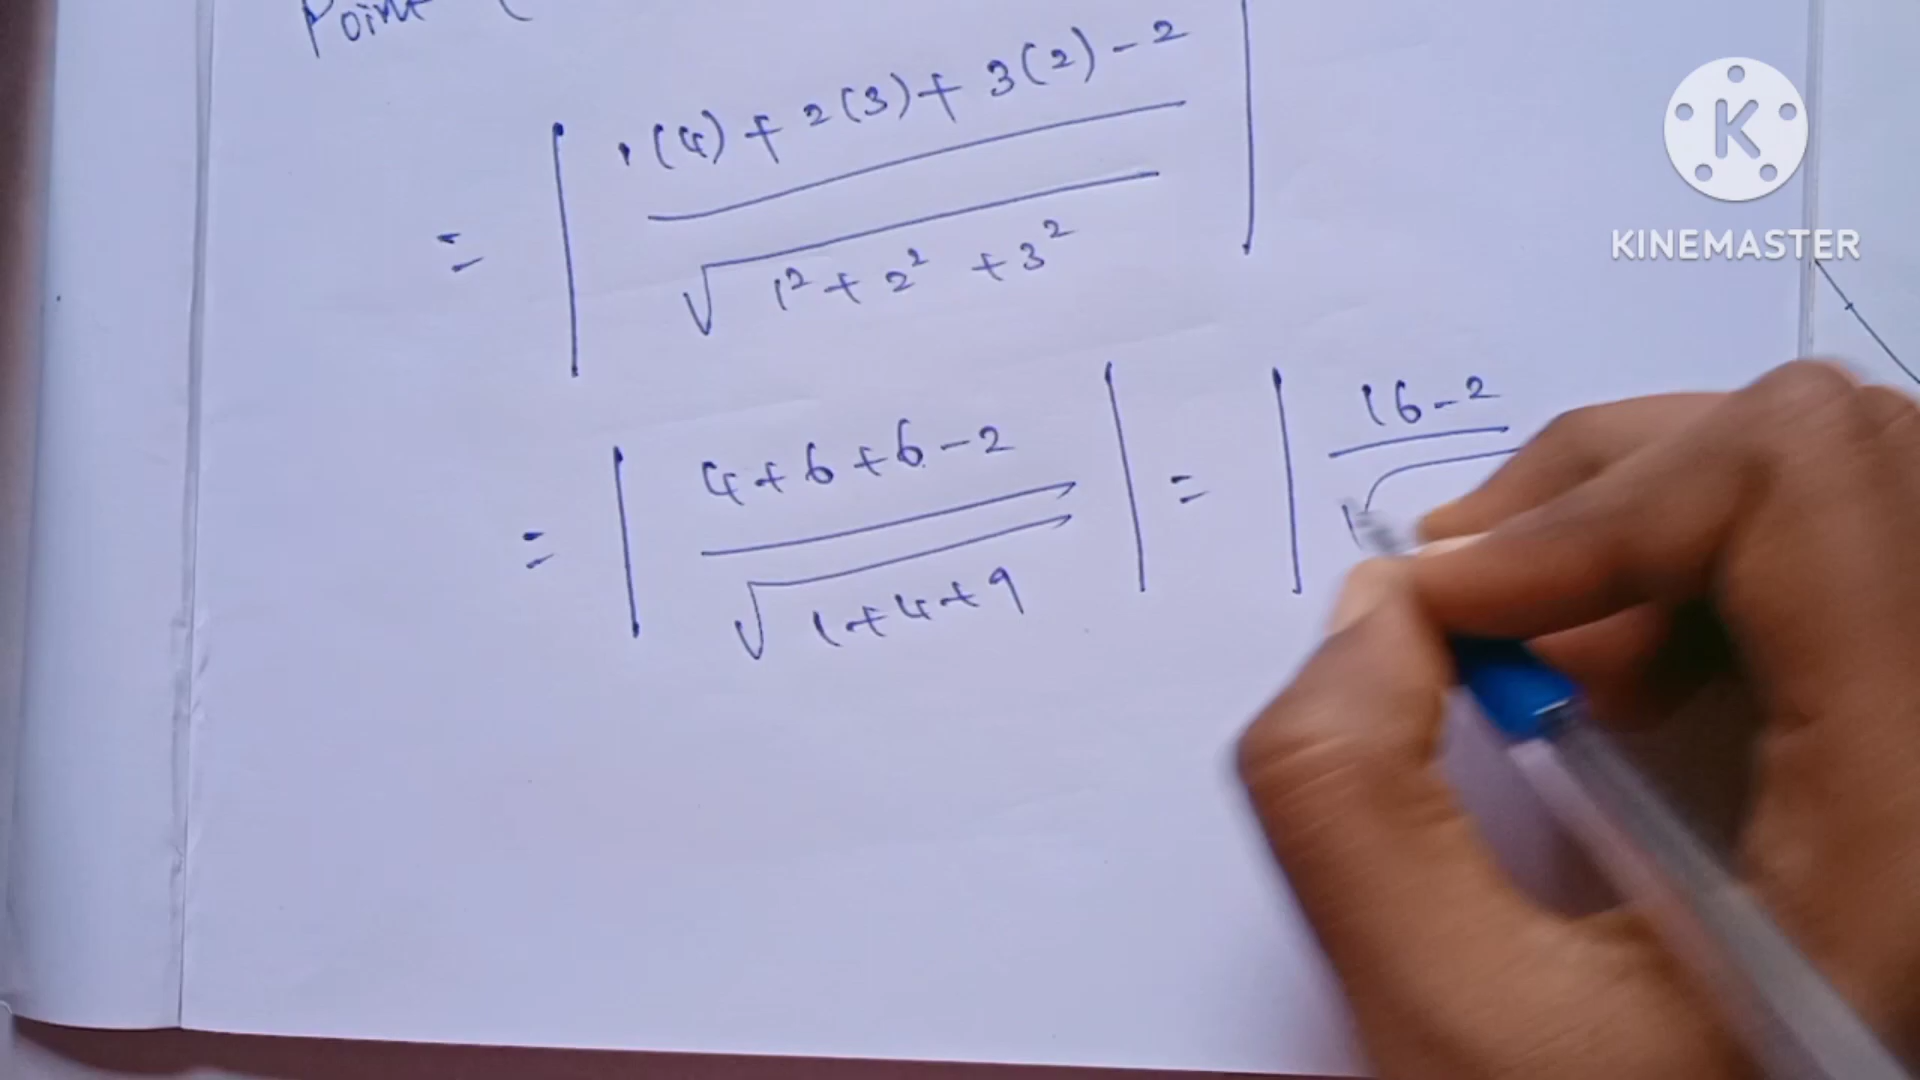 Point (
= | 1(4) + 2(3) + 3(2) - 2 / √1² + 2² + 3² |
= | 4 + 6 + 6 - 2 / √1 + 4 + 9 | = | 16 - 2 / √
K
KINEMASTER